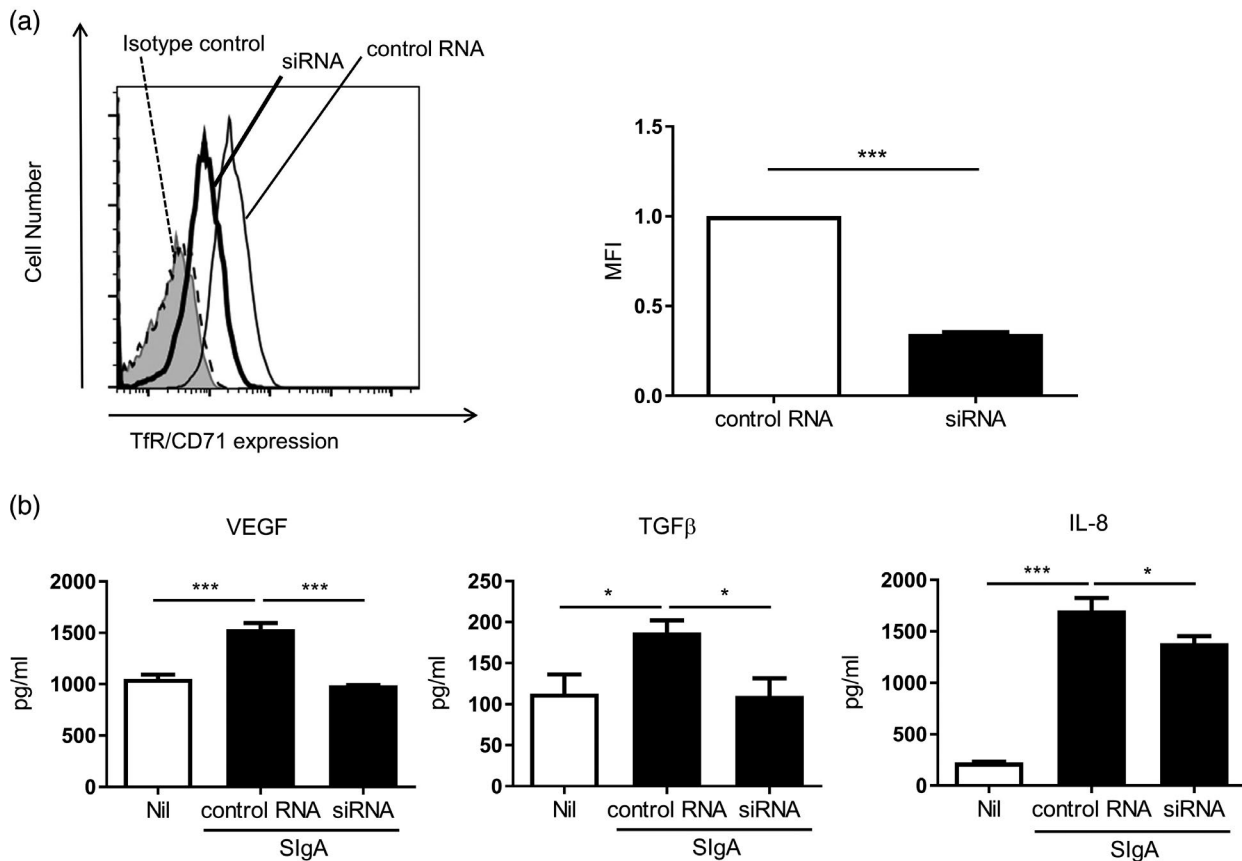 (a)
Isotype control
siRNA
control RNA
Cell Number
TfR/CD71 expression
1.5
***
1.0
MFI
0.5
0.0
control RNA siRNA
(b)
VEGF
2000
*** ***
1500
pg/ml
1000
500
0
Nil control RNA siRNA
SIgA
TGFβ
250
* *
200
150
pg/ml
100
50
0
Nil control RNA siRNA
SIgA
IL-8
2000
*** *
1500
pg/ml
1000
500
0
Nil control RNA siRNA
SIgA